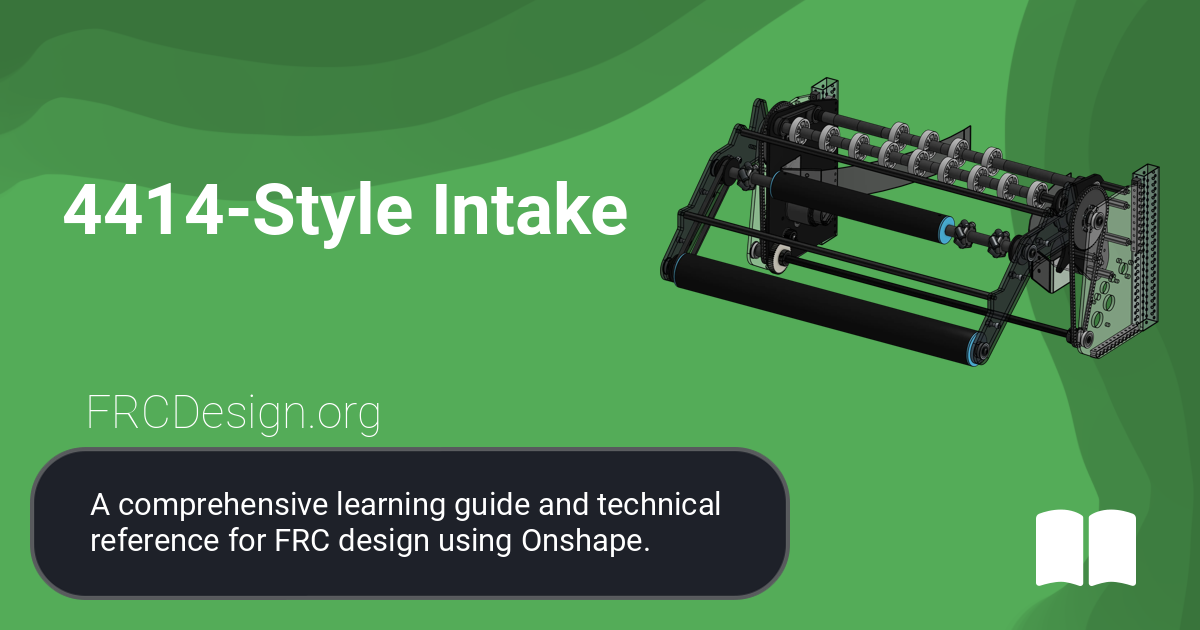 4414-Style Intake
FRCDesign.org
A comprehensive learning guide and technical
reference for FRC design using Onshape.